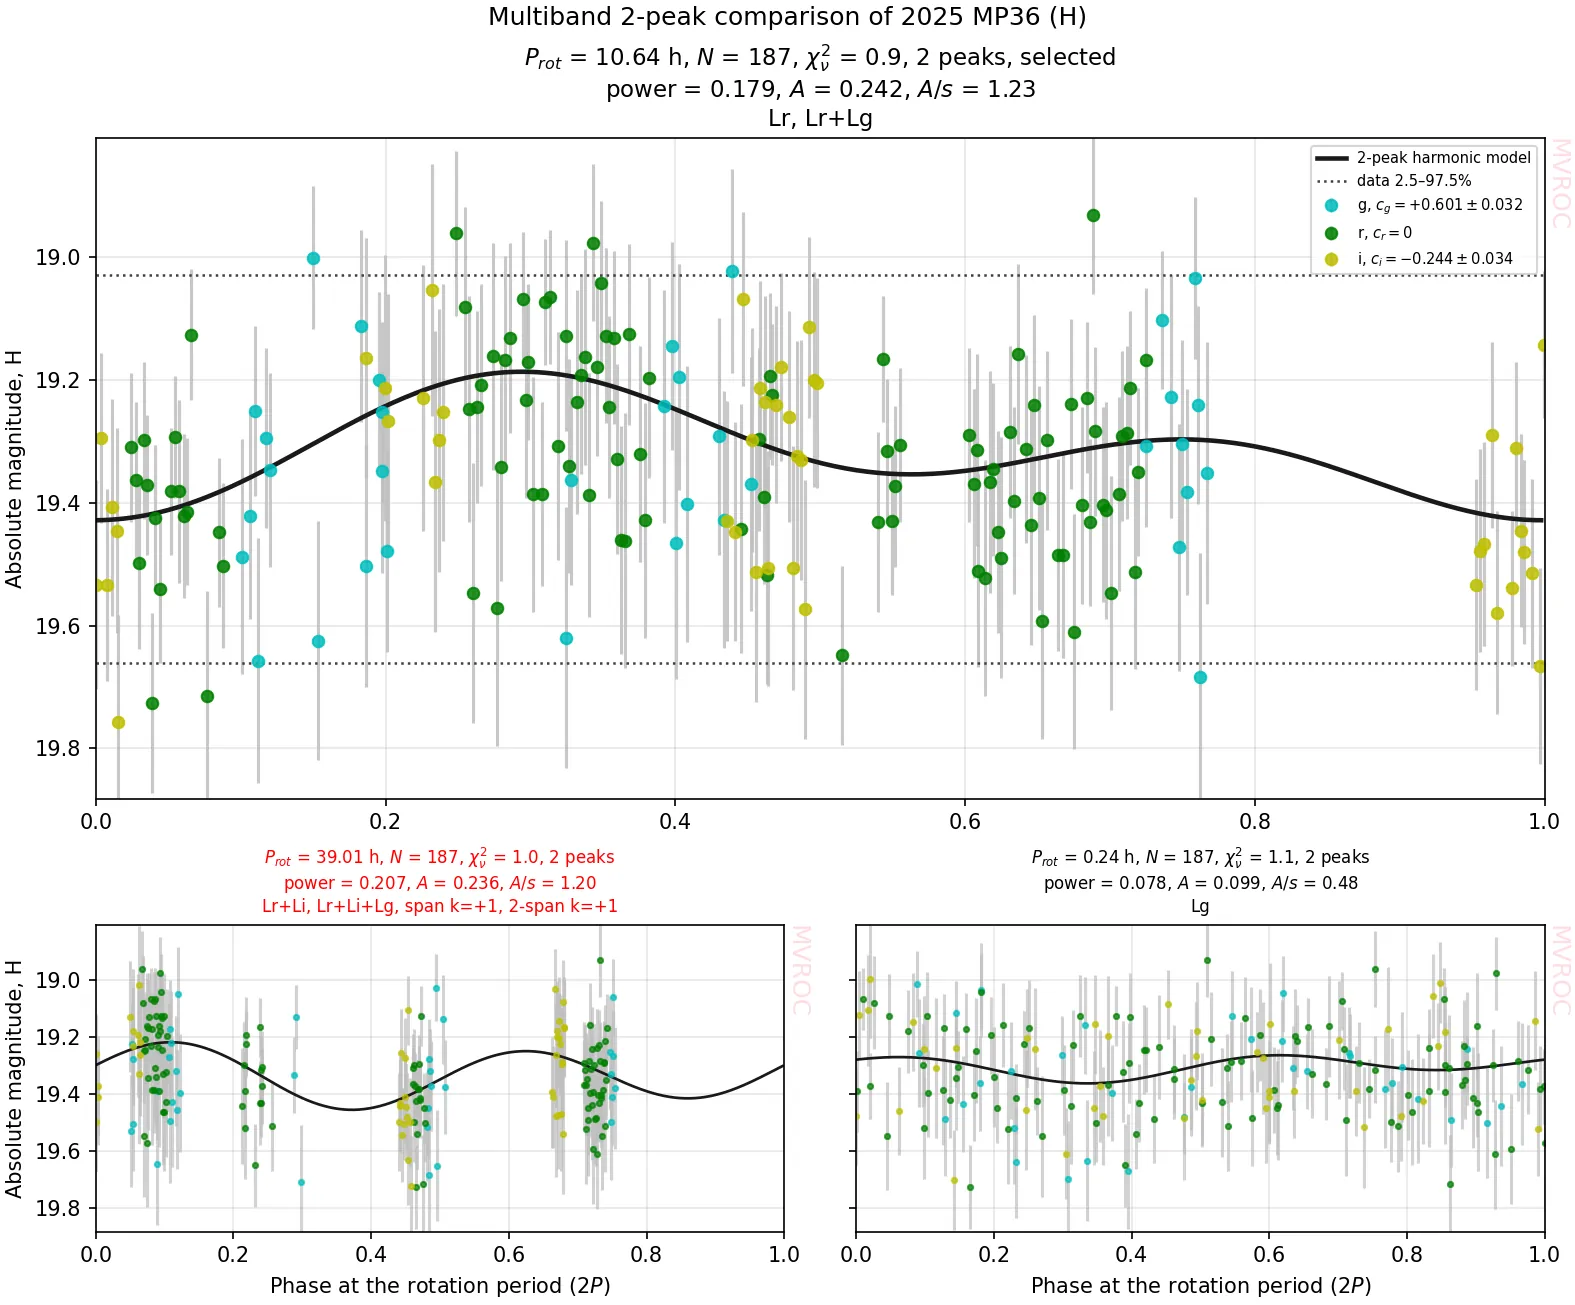 Multiband 2-peak comparison of 2025 MP36 (H)
P_rot = 10.64 h, N = 187, χ²_ν = 0.9, 2 peaks, selected
power = 0.179, A = 0.242, A/s = 1.23
Lr, Lr+Lg
Absolute magnitude, H
19.0
19.2
19.4
19.6
19.8
0.0 0.2 0.4 0.6 0.8 1.0
2-peak harmonic model
data 2.5–97.5%
g, c_g = +0.601 ± 0.032
r, c_r = 0
i, c_i = −0.244 ± 0.034
MVROC
P_rot = 39.01 h, N = 187, χ²_ν = 1.0, 2 peaks
power = 0.207, A = 0.236, A/s = 1.20
Lr+Li, Lr+Li+Lg, span k=+1, 2-span k=+1
Absolute magnitude, H
19.0
19.2
19.4
19.6
19.8
0.0 0.2 0.4 0.6 0.8 1.0
Phase at the rotation period (2P)
MVROC
P_rot = 0.24 h, N = 187, χ²_ν = 1.1, 2 peaks
power = 0.078, A = 0.099, A/s = 0.48
Lg
0.0 0.2 0.4 0.6 0.8 1.0
Phase at the rotation period (2P)
MVROC